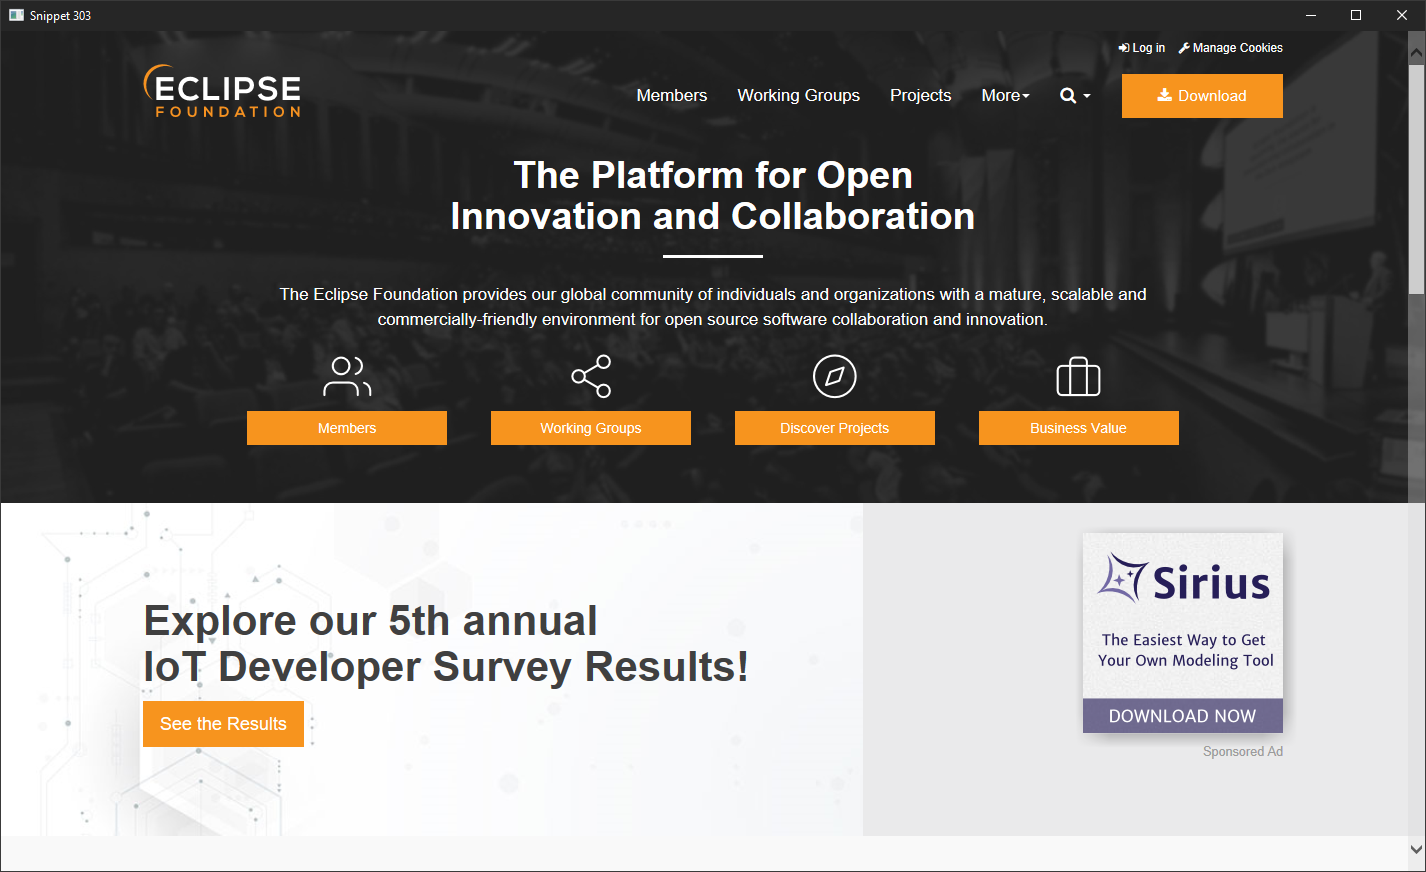 Snippet 303
Log in
Manage Cookies
ECLIPSE
FOUNDATION
Members
Working Groups
Projects
More
Download
The Platform for Open
Innovation and Collaboration
The Eclipse Foundation provides our global community of individuals and organizations with a mature, scalable and
commercially-friendly environment for open source software collaboration and innovation.
Members
Working Groups
Discover Projects
Business Value
Explore our 5th annual
IoT Developer Survey Results!
See the Results
Sirius
The Easiest Way to Get
Your Own Modeling Tool
DOWNLOAD NOW
Sponsored Ad